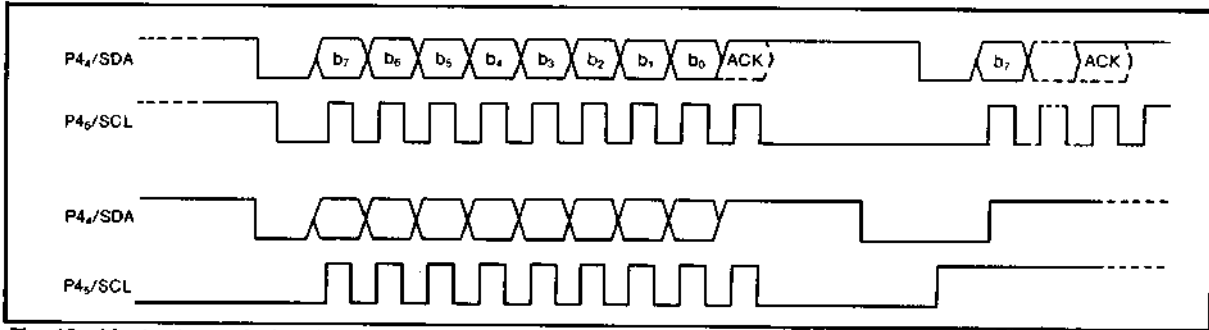 P4₄/SDA b₇ b₆ b₅ b₄ b₃ b₂ b₁ b₀ ACK b₇ ACK
P4₅/SCL
P4₄/SDA
P4₅/SCL